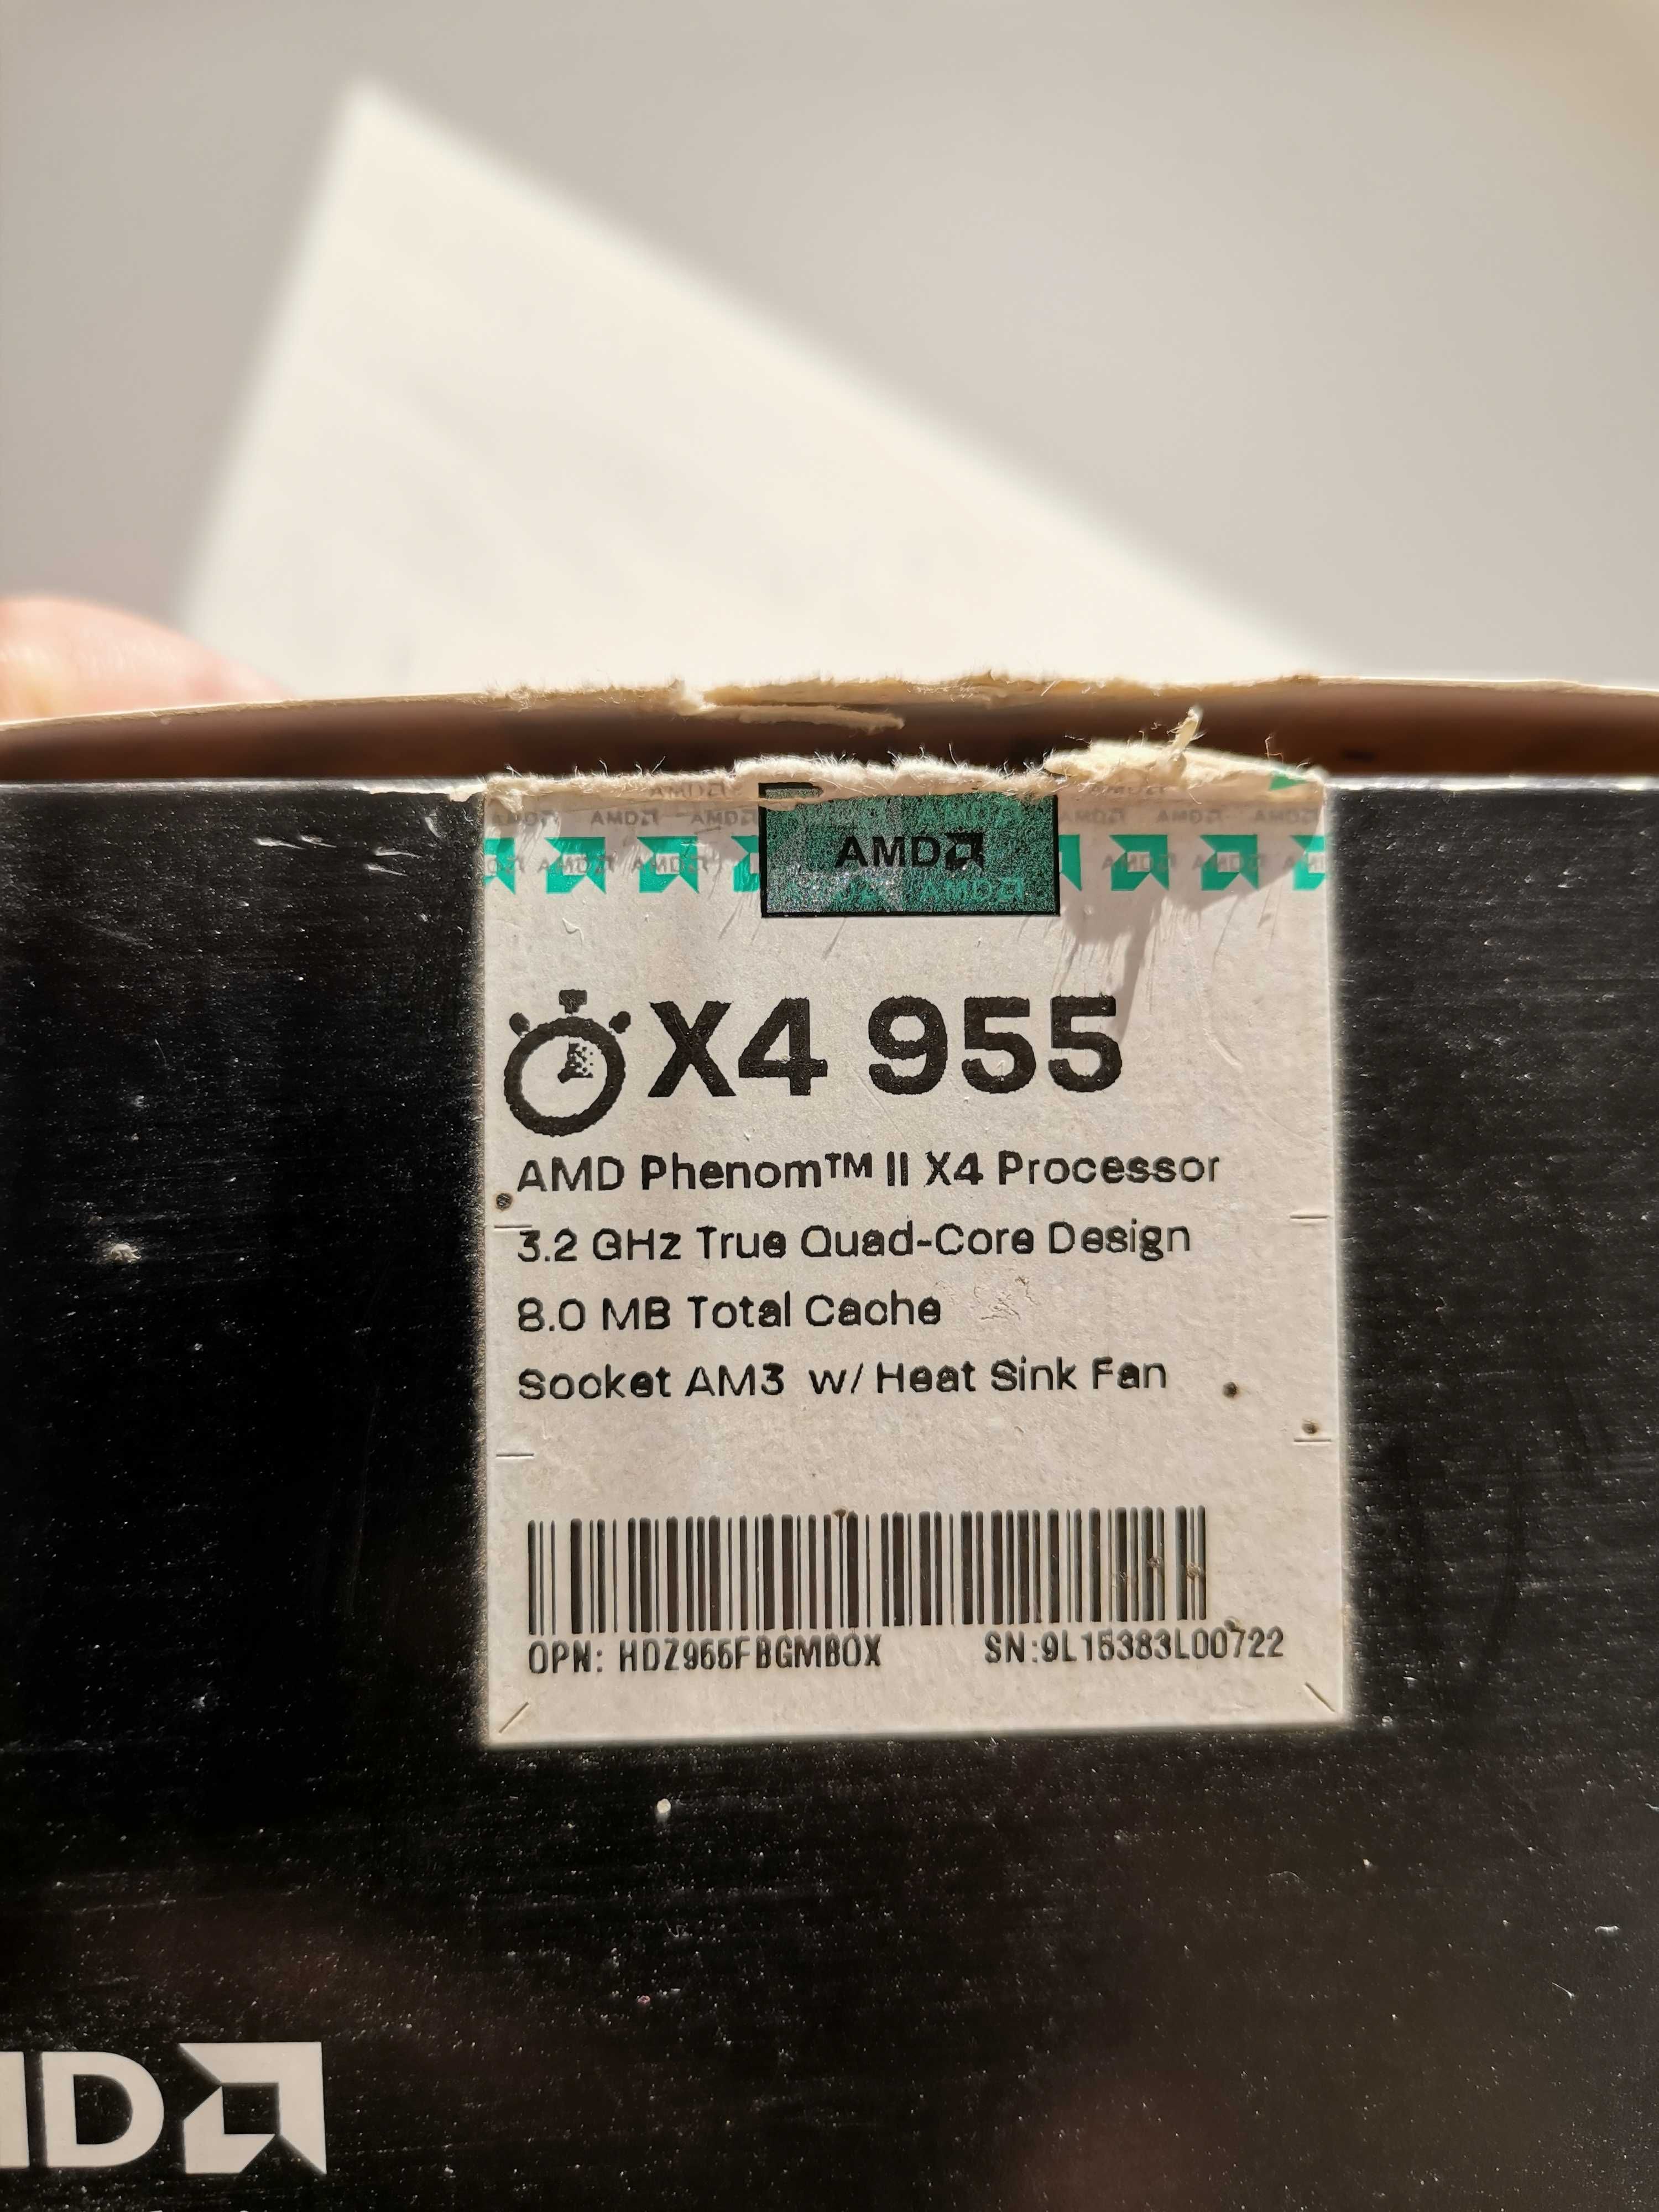 AMD
X4 955
AMD Phenom™ II X4 Processor
3.2 GHz True Quad-Core Design
8.0 MB Total Cache
Socket AM3 w/ Heat Sink Fan
OPN: HDZ955FBGMBOX SN:9L15383L00722
MD